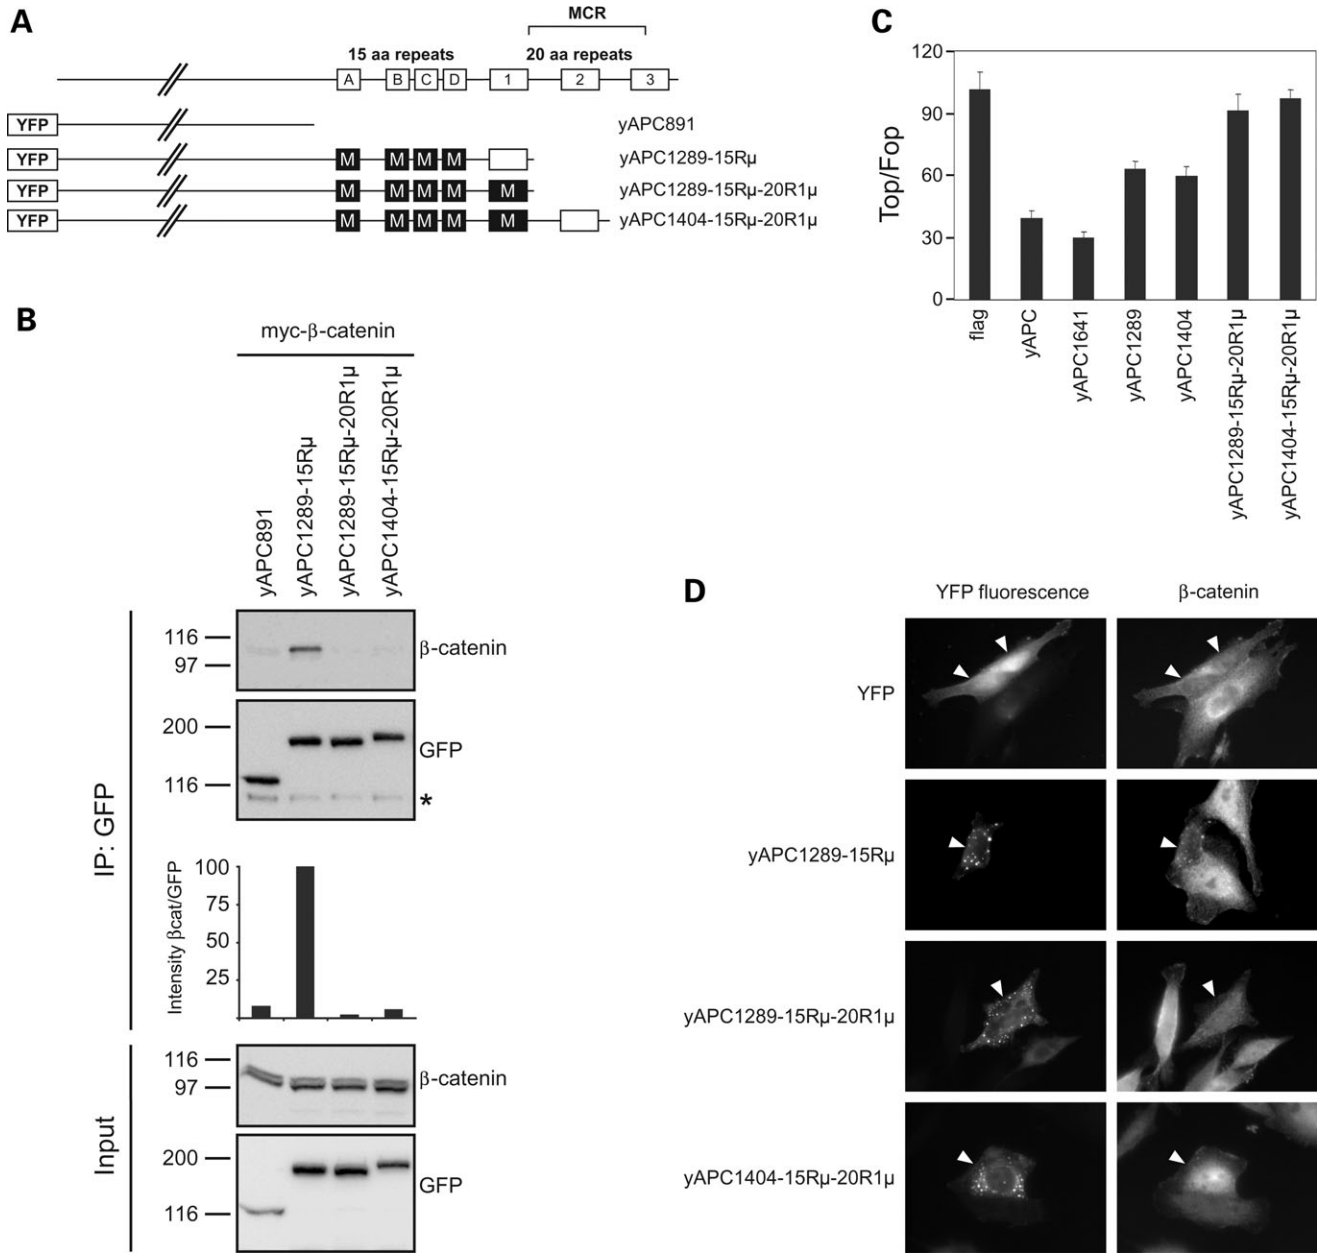 A
MCR
15 aa repeats
20 aa repeats
A B C D 1 2 3
YFP yAPC891
YFP M M M M yAPC1289-15Rµ
YFP M M M M M yAPC1289-15Rµ-20R1µ
YFP M M M M M yAPC1404-15Rµ-20R1µ
B
myc-β-catenin
yAPC891
yAPC1289-15Rµ
yAPC1289-15Rµ-20R1µ
yAPC1404-15Rµ-20R1µ
IP: GFP
116
97
β-catenin
200
116
GFP
*
Intensity βcat/GFP
100
75
50
25
Input
116
97
β-catenin
200
116
GFP
C
Top/Fop
120
90
60
30
0
flag
yAPC
yAPC1641
yAPC1289
yAPC1404
yAPC1289-15Rµ-20R1µ
yAPC1404-15Rµ-20R1µ
D
YFP fluorescence
β-catenin
YFP
yAPC1289-15Rµ
yAPC1289-15Rµ-20R1µ
yAPC1404-15Rµ-20R1µ